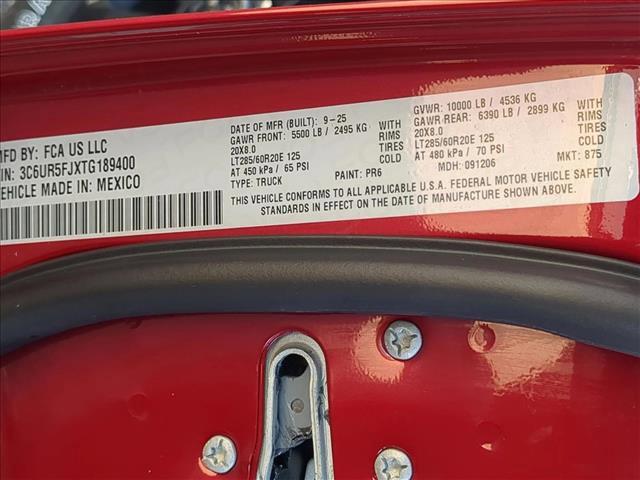 MFD BY: FCA US LLC
VIN: 3C6UR5FJXTG189400
VEHICLE MADE IN: MEXICO
DATE OF MFR (BUILT): 9-25
GAWR FRONT: 5500 LB / 2495 KG WITH
20X8.0 RIMS
LT285/60R20E 125 TIRES
AT 450 kPa / 65 PSI COLD
TYPE: TRUCK PAINT: PR6
GVWR: 10000 LB / 4536 KG
GAWR-REAR: 6390 LB / 2899 KG WITH
20X8.0 RIMS
LT285/60R20E 125 TIRES
AT 480 kPa / 70 PSI COLD
MDH: 091206 MKT: 875
THIS VEHICLE CONFORMS TO ALL APPLICABLE U.S.A. FEDERAL MOTOR VEHICLE SAFETY
STANDARDS IN EFFECT ON THE DATE OF MANUFACTURE SHOWN ABOVE.